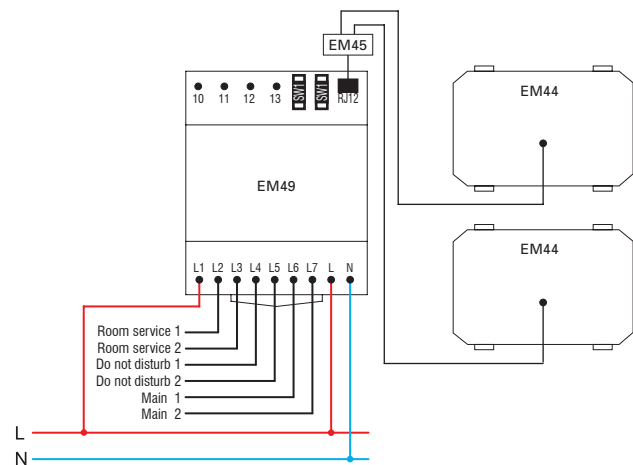 EM45
10 11 12 13 SW1 SW1 RJ12
EM44
EM49
EM44
L1 L2 L3 L4 L5 L6 L7 L N
Room service 1
Room service 2
Do not disturb 1
Do not disturb 2
Main 1
Main 2
L
N